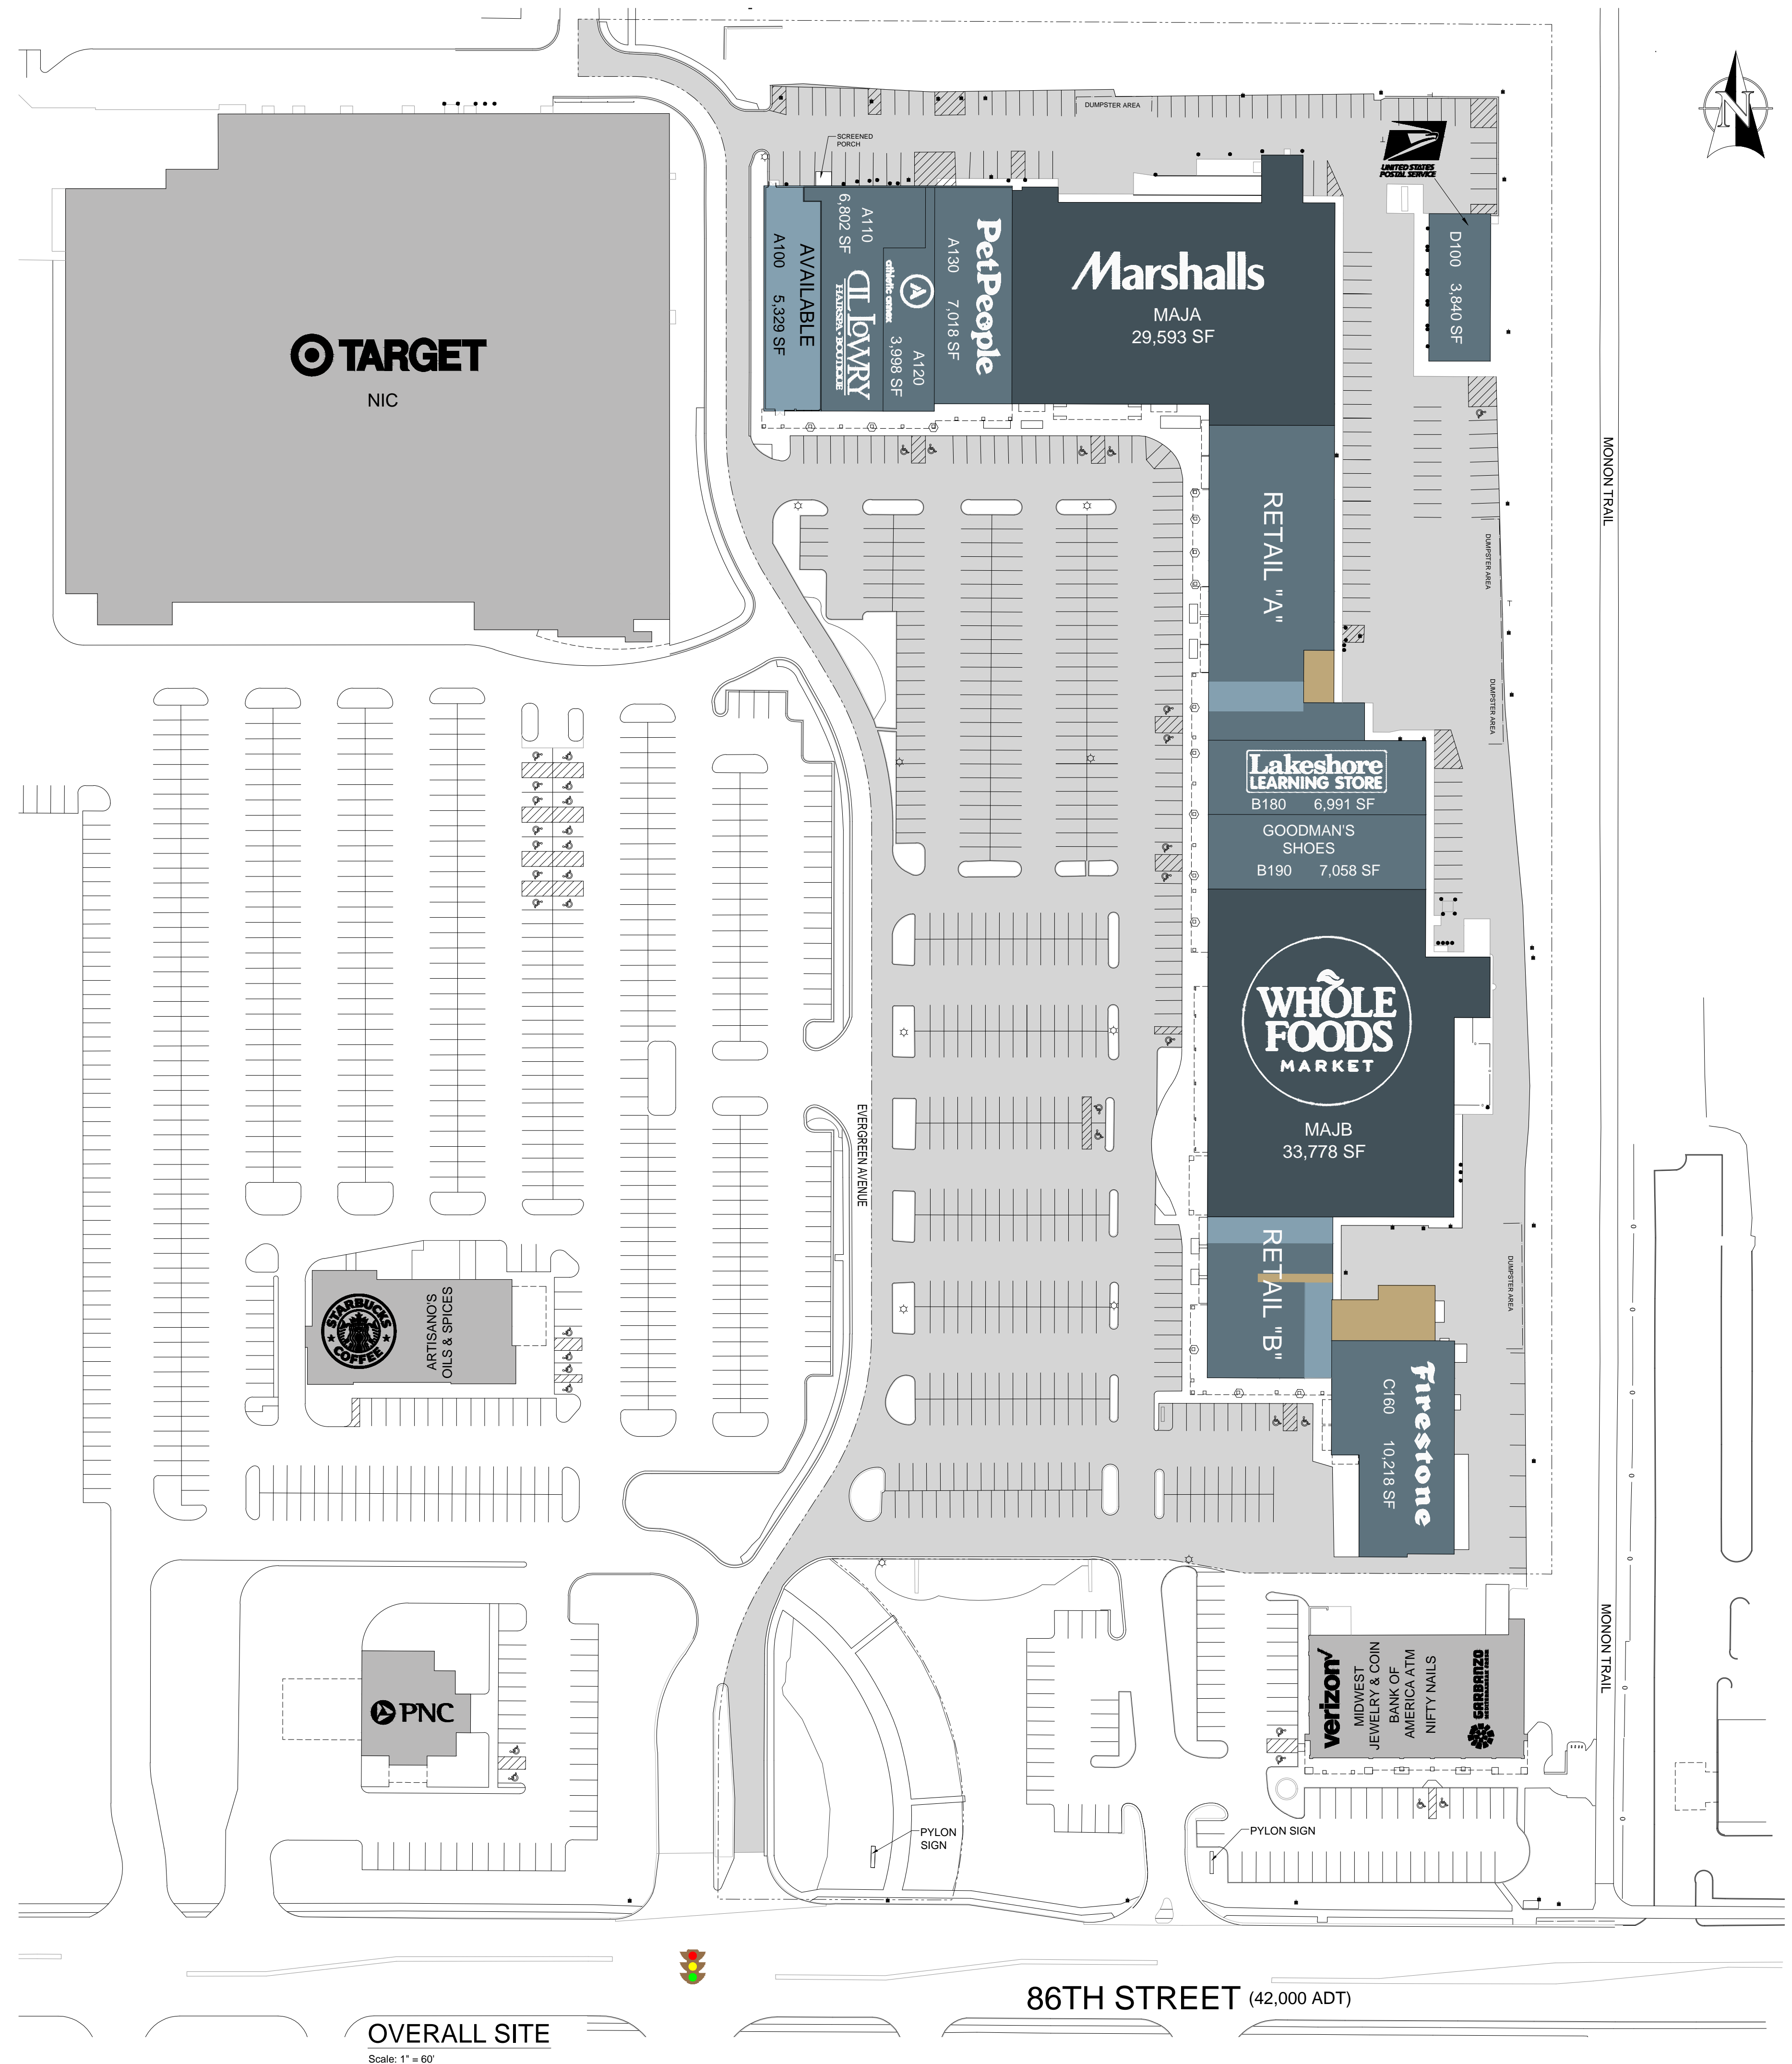 DUMPSTER AREA
SCREENED
PORCH
N
UNITED STATES
POSTAL SERVICE
D100 3,840 SF
AVAILABLE
A100 5,329 SF
A110
6,802 SF
DL LOWRY
HAIRSPA • BOUTIQUE
A
athletic annex
A120
3,998 SF
PetPeople
A130 7,018 SF
Marshalls
MAJA
29,593 SF
TARGET
NIC
MONON TRAIL
RETAIL "A"
DUMPSTER AREA
DUMPSTER AREA
Lakeshore
LEARNING STORE
B180 6,991 SF
GOODMAN'S
SHOES
B190 7,058 SF
WHOLE
FOODS
MARKET
MAJB
33,778 SF
EVERGREEN AVENUE
RETAIL "B"
DUMPSTER AREA
STARBUCKS
COFFEE
ARTISANO'S
OILS & SPICES
Firestone
C160 10,218 SF
MONON TRAIL
PNC
verizon
MIDWEST
JEWELRY & COIN
BANK OF
AMERICA ATM
NIFTY NAILS
GARBANZO
PYLON
SIGN
PYLON SIGN
86TH STREET (42,000 ADT)
OVERALL SITE
Scale: 1" = 60'